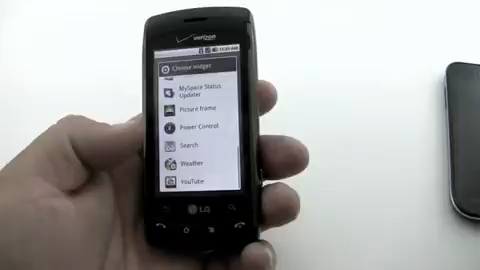 verizon
Choose widget
MySpace Status
Updater
Picture frame
Power Control
Search
Weather
YouTube
LG